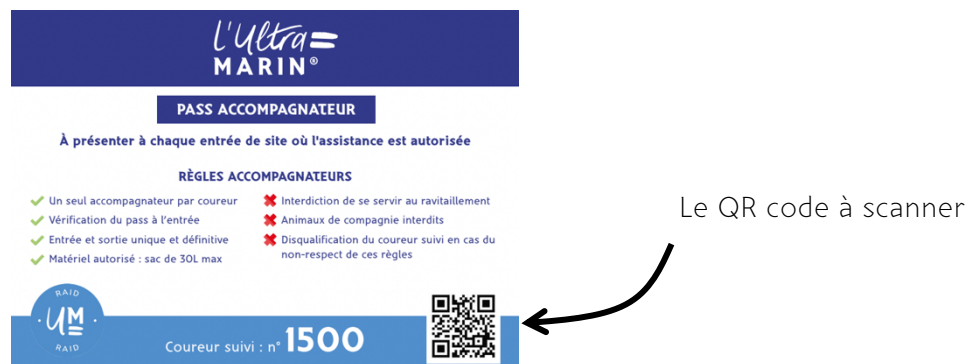 L'Ultra
MARIN®
PASS ACCOMPAGNATEUR
À présenter à chaque entrée de site où l'assistance est autorisée
RÈGLES ACCOMPAGNATEURS
Un seul accompagnateur par coureur
Vérification du pass à l'entrée
Entrée et sortie unique et définitive
Matériel autorisé : sac de 30L max
Interdiction de se servir au ravitaillement
Animaux de compagnie interdits
Disqualification du coureur suivi en cas du
non-respect de ces règles
Le QR code à scanner
RAID
UM
RAID
Coureur suivi : n° 1500